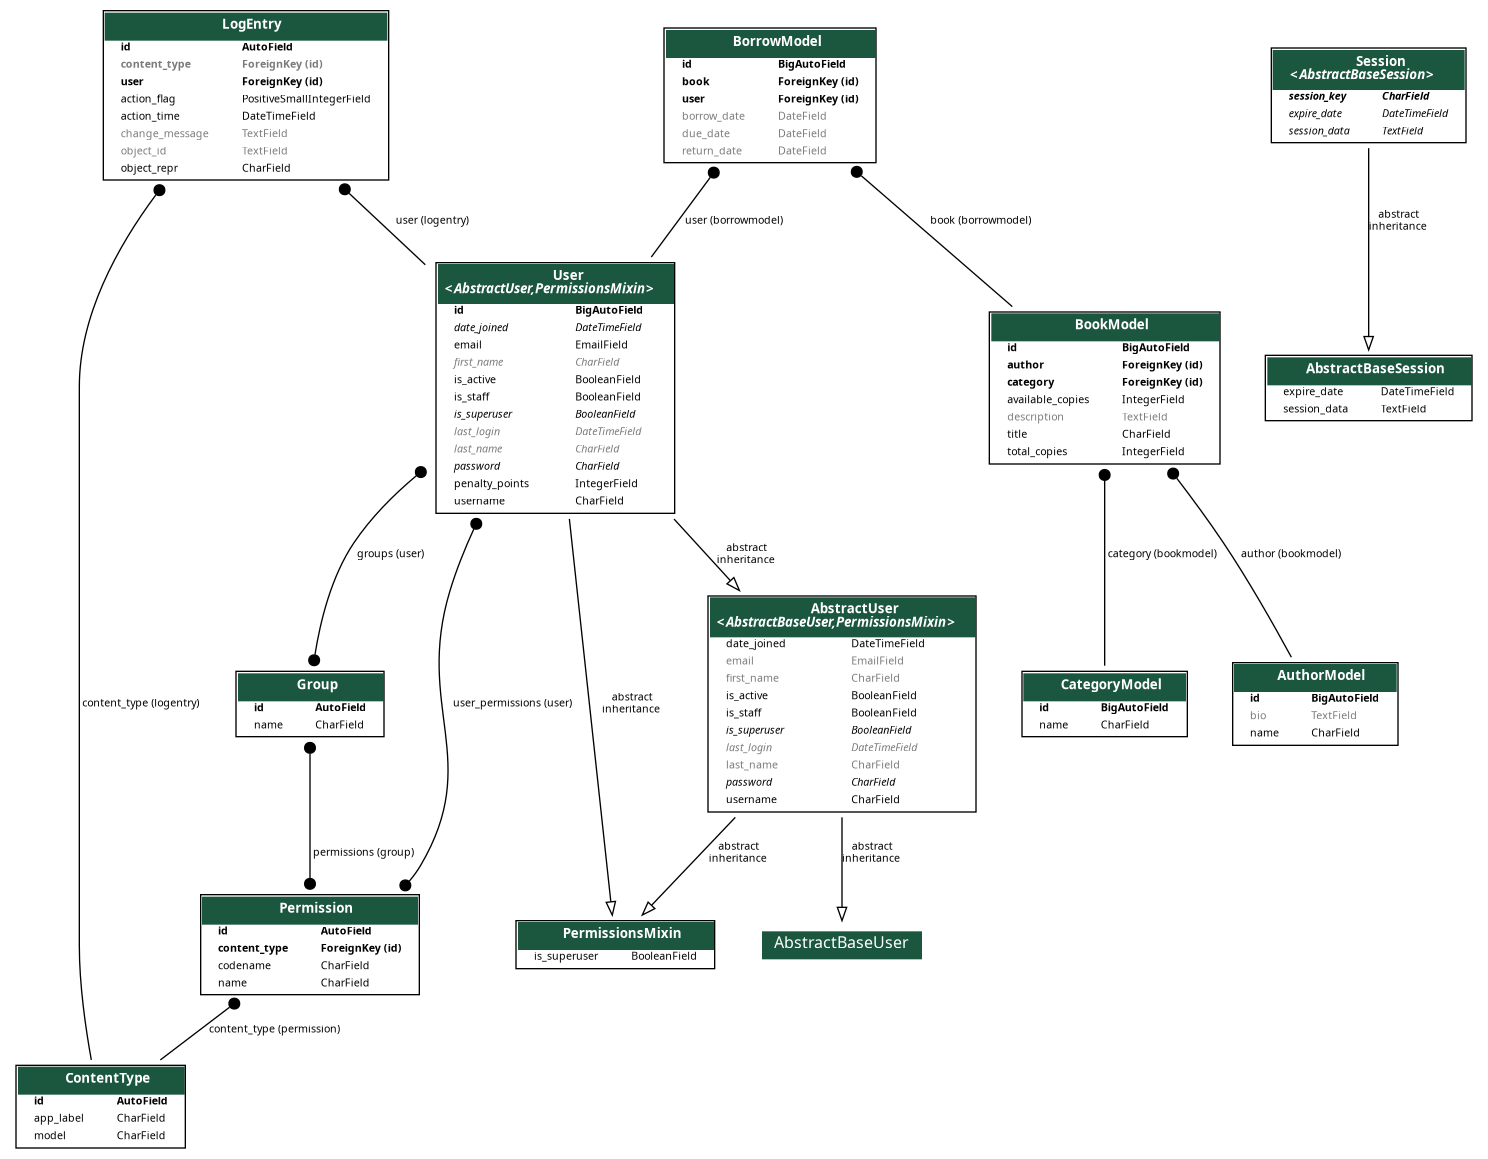 LogEntry
id AutoField
content_type ForeignKey (id)
user ForeignKey (id)
action_flag PositiveSmallIntegerField
action_time DateTimeField
change_message TextField
object_id TextField
object_repr CharField
BorrowModel
id BigAutoField
book ForeignKey (id)
user ForeignKey (id)
borrow_date DateField
due_date DateField
return_date DateField
Session
<AbstractBaseSession>
session_key CharField
expire_date DateTimeField
session_data TextField
user (logentry)
user (borrowmodel)
book (borrowmodel)
abstract
inheritance
User
<AbstractUser,PermissionsMixin>
id BigAutoField
date_joined DateTimeField
email EmailField
first_name CharField
is_active BooleanField
is_staff BooleanField
is_superuser BooleanField
last_login DateTimeField
last_name CharField
password CharField
penalty_points IntegerField
username CharField
BookModel
id BigAutoField
author ForeignKey (id)
category ForeignKey (id)
available_copies IntegerField
description TextField
title CharField
total_copies IntegerField
AbstractBaseSession
expire_date DateTimeField
session_data TextField
groups (user)
abstract
inheritance
category (bookmodel)
author (bookmodel)
AbstractUser
<AbstractBaseUser,PermissionsMixin>
date_joined DateTimeField
email EmailField
first_name CharField
is_active BooleanField
is_staff BooleanField
is_superuser BooleanField
last_login DateTimeField
last_name CharField
password CharField
username CharField
Group
id AutoField
name CharField
CategoryModel
id BigAutoField
name CharField
AuthorModel
id BigAutoField
bio TextField
name CharField
content_type (logentry)
user_permissions (user)
abstract
inheritance
permissions (group)
abstract
inheritance
abstract
inheritance
Permission
id AutoField
content_type ForeignKey (id)
codename CharField
name CharField
PermissionsMixin
is_superuser BooleanField
AbstractBaseUser
content_type (permission)
ContentType
id AutoField
app_label CharField
model CharField